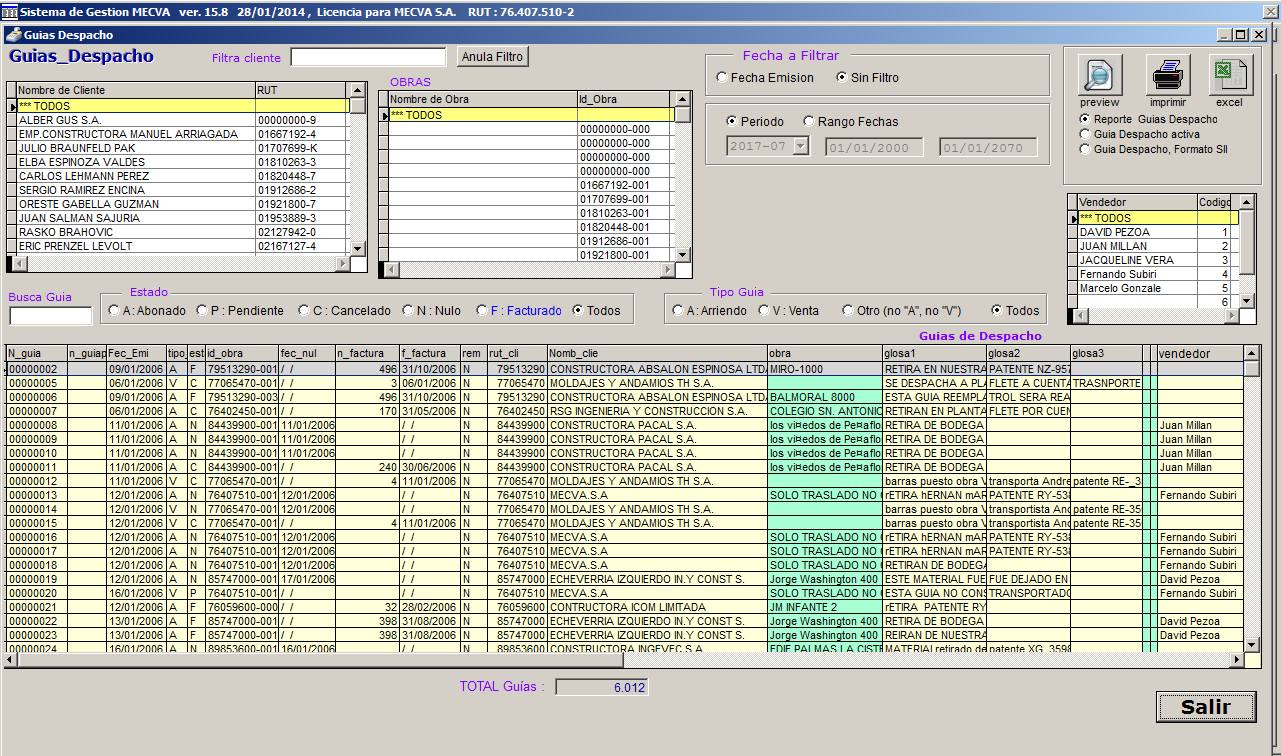 Sistema de Gestion MECVA ver. 15.8 28/01/2014 , Licencia para MECVA S.A. RUT : 76.407.510-2
Guias Despacho
Guias_Despacho
Filtra cliente
Anula Filtro
Nombre de Cliente RUT
*** TODOS
ALBER GUS S.A. 00000000-9
EMP.CONSTRUCTORA MANUEL ARRIAGADA 01667192-4
JULIO BRAUNFELD PAK 01707699-K
ELBA ESPINOZA VALDES 01810263-3
CARLOS LEHMANN PEREZ 01820448-7
SERGIO RAMIREZ ENCINA 01912686-2
ORESTE GABELLA GUZMAN 01921800-7
JUAN SALMAN SAJURIA 01953889-3
RASKO BRAHOVIC 02127942-0
ERIC PRENZEL LEVOLT 02167127-4
OBRAS
Nombre de Obra Id_Obra
*** TODOS
00000000-000
00000000-000
00000000-000
00000000-000
01667192-001
01707699-001
01810263-001
01820448-001
01912686-001
01921800-001
Fecha a Filtrar
Fecha Emision Sin Filtro
Periodo Rango Fechas
2017-07 01/01/2000 01/01/2070
preview imprimir excel
Reporte Guias Despacho
Guia Despacho activa
Guia Despacho, Formato SII
Vendedor Codigo
*** TODOS
DAVID PEZOA 1
JUAN MILLAN 2
JACQUELINE VERA 3
Fernando Subiri 4
Marcelo Gonzale 5
6
Busca Guia
Estado
A : Abonado P : Pendiente C : Cancelado N : Nulo F : Facturado Todos
Tipo Guia
A: Arriendo V : Venta Otro (no "A", no "V") Todos
Guias de Despacho
N_guia n_guiap Fec_Emi tipo est id_obra fec_nul n_factura f_factura rem rut_cli Nomb_clie obra glosa1 glosa2 glosa3 vendedor
00000002 09/01/2006 A F 79513290-001 / / 496 31/10/2006 N 79513290 CONSTRUCTORA ABSALON ESPINOSA LTD MIRO-1000 RETIRA EN NUESTRA PATENTE NZ-957
00000005 06/01/2006 V C 77065470-001 / / 3 06/01/2006 N 77065470 MOLDAJES Y ANDAMIOS TH S.A. SE DESPACHA A PLA FLETE A CUENTA TRASNPORTE
00000006 09/01/2006 A F 79513290-003 / / 496 31/10/2006 N 79513290 CONSTRUCTORA ABSALON ESPINOSA LTD BALMORAL 8000 ESTA GUIA REEMPLA TROL SERA REA
00000007 06/01/2006 A C 76402450-001 / / 170 31/05/2006 N 76402450 RSG INGENIERIA Y CONSTRUCCION S.A. COLEGIO SN. ANTONIO RETIRAN EN PLANTA FLETE POR CUEN
00000008 11/01/2006 A N 84439900-001 11/01/2006 / / N 84439900 CONSTRUCTORA PACAL S.A. los vi¤edos de Pe¤aflo RETIRA DE BODEGA Juan Millan
00000009 11/01/2006 A N 84439900-001 11/01/2006 / / N 84439900 CONSTRUCTORA PACAL S.A. los vi¤edos de Pe¤aflo RETIRA DE BODEGA Juan Millan
00000010 11/01/2006 A N 84439900-001 11/01/2006 / / N 84439900 CONSTRUCTORA PACAL S.A. los vi¤edos de Pe¤aflo RETIRA DE BODEGA Juan Millan
00000011 11/01/2006 A C 84439900-001 / / 240 30/06/2006 N 84439900 CONSTRUCTORA PACAL S.A. los vi¤edos de Pe¤aflo RETIRA DE BODEGA Juan Millan
00000012 11/01/2006 V C 77065470-001 / / 4 11/01/2006 N 77065470 MOLDAJES Y ANDAMIOS TH S.A. barras puesto obra V transporta Andre patente RE-_35
00000013 12/01/2006 A N 76407510-001 12/01/2006 / / N 76407510 MECVA.S.A SOLO TRASLADO NO rETIRA hERNAN mAR PATENTE RY-538 Fernando Subiri
00000014 12/01/2006 V N 77065470-001 12/01/2006 / / N 77065470 MOLDAJES Y ANDAMIOS TH S.A. barras puesto obra V transportista And patente RE-350
00000015 12/01/2006 V C 77065470-001 / / 4 11/01/2006 N 77065470 MOLDAJES Y ANDAMIOS TH S.A. barras puesto obra V transportista And patente RE-350
00000016 12/01/2006 A N 76407510-001 12/01/2006 / / N 76407510 MECVA.S.A SOLO TRASLADO NO rETIRA hERNAN mAR PATENTE RY-538 Fernando Subiri
00000017 12/01/2006 A N 76407510-001 12/01/2006 / / N 76407510 MECVA.S.A SOLO TRASLADO NO rETIRA hERNAN mAR PATENTE RY-538 Fernando Subiri
00000018 12/01/2006 A N 76407510-001 12/01/2006 / / N 76407510 MECVA.S.A SOLO TRASLADO NO RETIRAN DE BODEGA Fernando Subiri
00000019 12/01/2006 A N 85747000-001 17/01/2006 / / N 85747000 ECHEVERRIA IZQUIERDO IN.Y CONST S. Jorge Washington 400 ESTE MATERIAL FUE FUE DEJADO EN David Pezoa
00000020 16/01/2006 V P 76407510-001 / / / / N 76407510 MECVA.S.A SOLO TRASLADO NO ESTA GUIA NO CONS TRANSPORTADO Fernando Subiri
00000021 12/01/2006 A F 76059600-000 / / 32 28/02/2006 N 76059600 CONTRUCTORA ICOM LIMITADA JM INFANTE 2 rETIRA PATENTE RY
00000022 13/01/2006 A F 85747000-001 / / 398 31/08/2006 N 85747000 ECHEVERRIA IZQUIERDO IN.Y CONST S. Jorge Washington 400 RETIRA DE BODEGA David Pezoa
00000023 13/01/2006 A F 85747000-001 / / 398 31/08/2006 N 85747000 ECHEVERRIA IZQUIERDO IN.Y CONST S. Jorge Washington 400 REIRAN DE NUESTRA David Pezoa
00000024 16/01/2006 A N 89853600-001 16/01/2006 / / N 89853600 CONSTRUCTORA INGEVEC S.A. EDIF PALMAS LA CISTE MATERIAL retirado de patente XG 3598
TOTAL Guías : 6.012
Salir